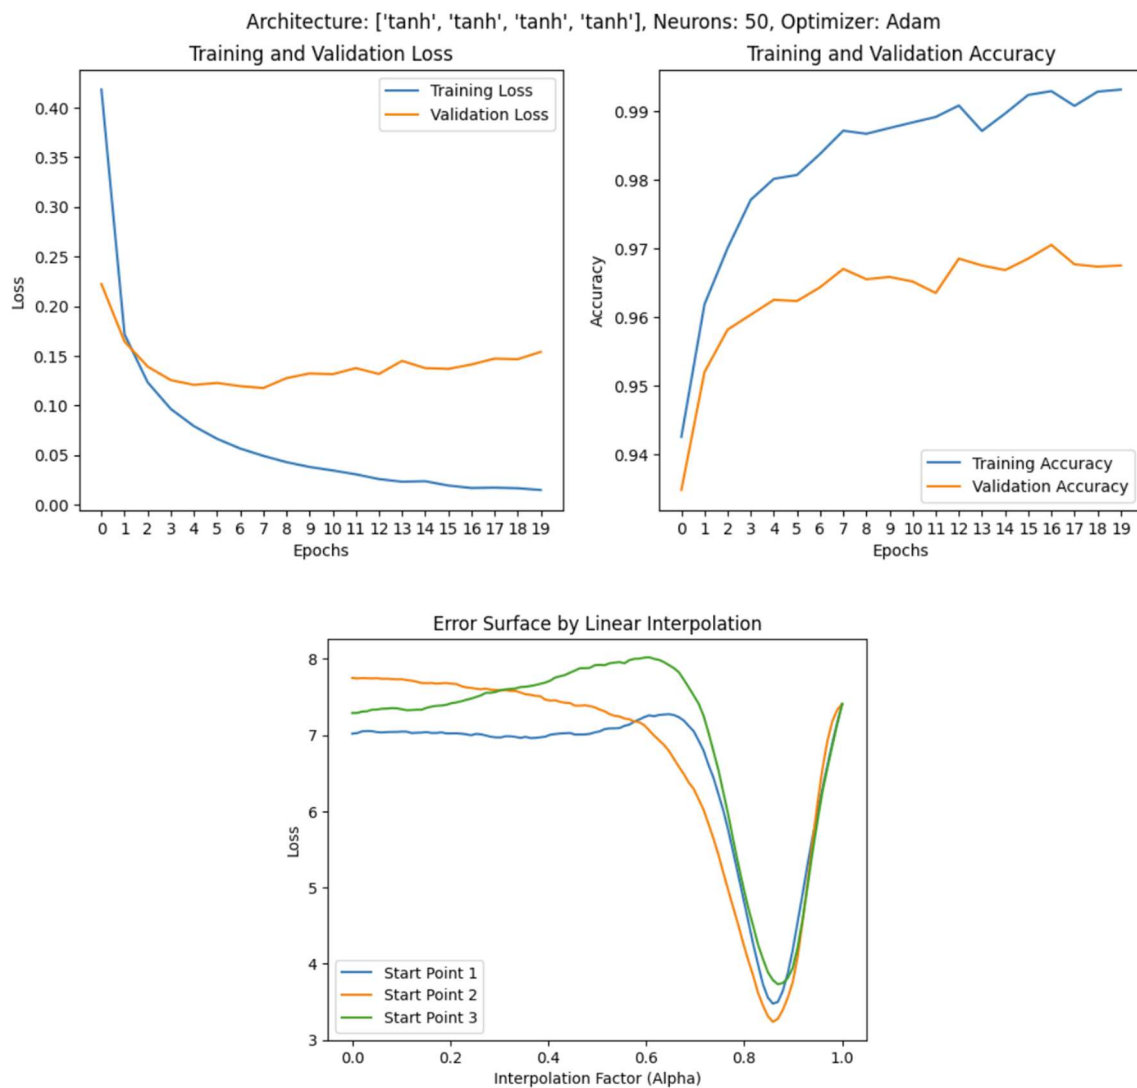 Architecture: ['tanh', 'tanh', 'tanh', 'tanh'], Neurons: 50, Optimizer: Adam
Training and Validation Loss
0.40
0.35
0.30
0.25
0.20
0.15
0.10
0.05
0.00
Loss
Training Loss
Validation Loss
0 1 2 3 4 5 6 7 8 9 10 11 12 13 14 15 16 17 18 19
Epochs
Training and Validation Accuracy
0.99
0.98
0.97
0.96
0.95
0.94
Accuracy
Training Accuracy
Validation Accuracy
0 1 2 3 4 5 6 7 8 9 10 11 12 13 14 15 16 17 18 19
Epochs
Error Surface by Linear Interpolation
8
7
6
5
4
3
Loss
Start Point 1
Start Point 2
Start Point 3
0.0 0.2 0.4 0.6 0.8 1.0
Interpolation Factor (Alpha)